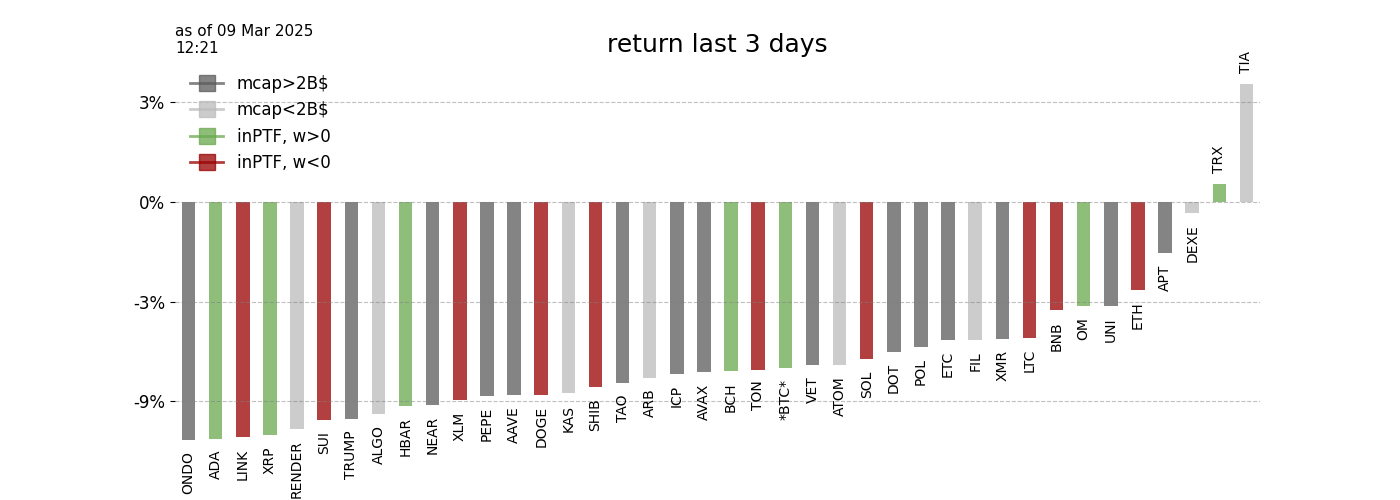 as of 09 Mar 2025
12:21
return last 3 days
mcap>2B$
mcap<2B$
inPTF, w>0
inPTF, w<0
3%
0%
-3%
-9%
ONDO
ADA
LINK
XRP
RENDER
SUI
TRUMP
ALGO
HBAR
NEAR
XLM
PEPE
AAVE
DOGE
KAS
SHIB
TAO
ARB
ICP
AVAX
BCH
TON
*BTC*
VET
ATOM
SOL
DOT
POL
ETC
FIL
XMR
LTC
BNB
OM
UNI
ETH
APT
DEXE
TRX
TIA